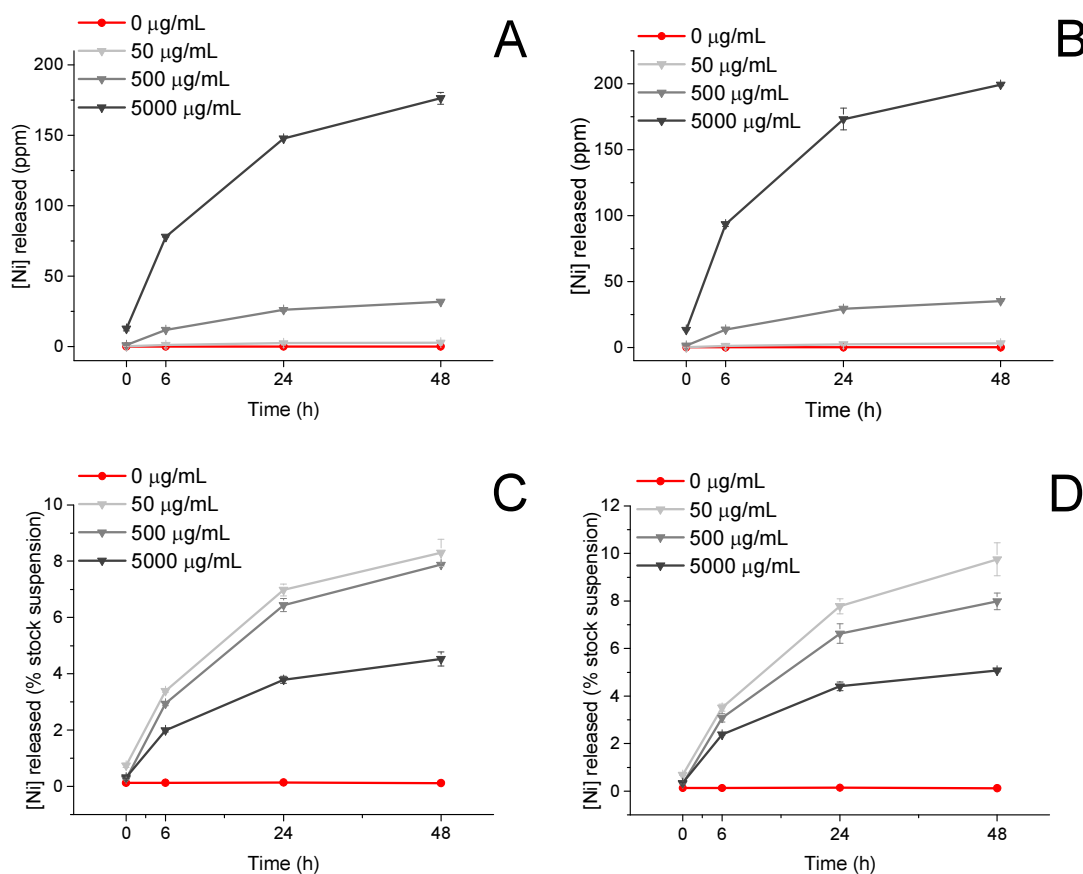 A
0 μg/mL
50 μg/mL
500 μg/mL
5000 μg/mL
[Ni] released (ppm)
200
150
100
50
0
0 6 24 48
Time (h)
B
0 μg/mL
50 μg/mL
500 μg/mL
5000 μg/mL
[Ni] released (ppm)
200
150
100
50
0
0 6 24 48
Time (h)
C
0 μg/mL
50 μg/mL
500 μg/mL
5000 μg/mL
[Ni] released (% stock suspension)
10
8
6
4
2
0
0 6 24 48
Time (h)
D
0 μg/mL
50 μg/mL
500 μg/mL
5000 μg/mL
[Ni] released (% stock suspension)
12
10
8
6
4
2
0
0 6 24 48
Time (h)